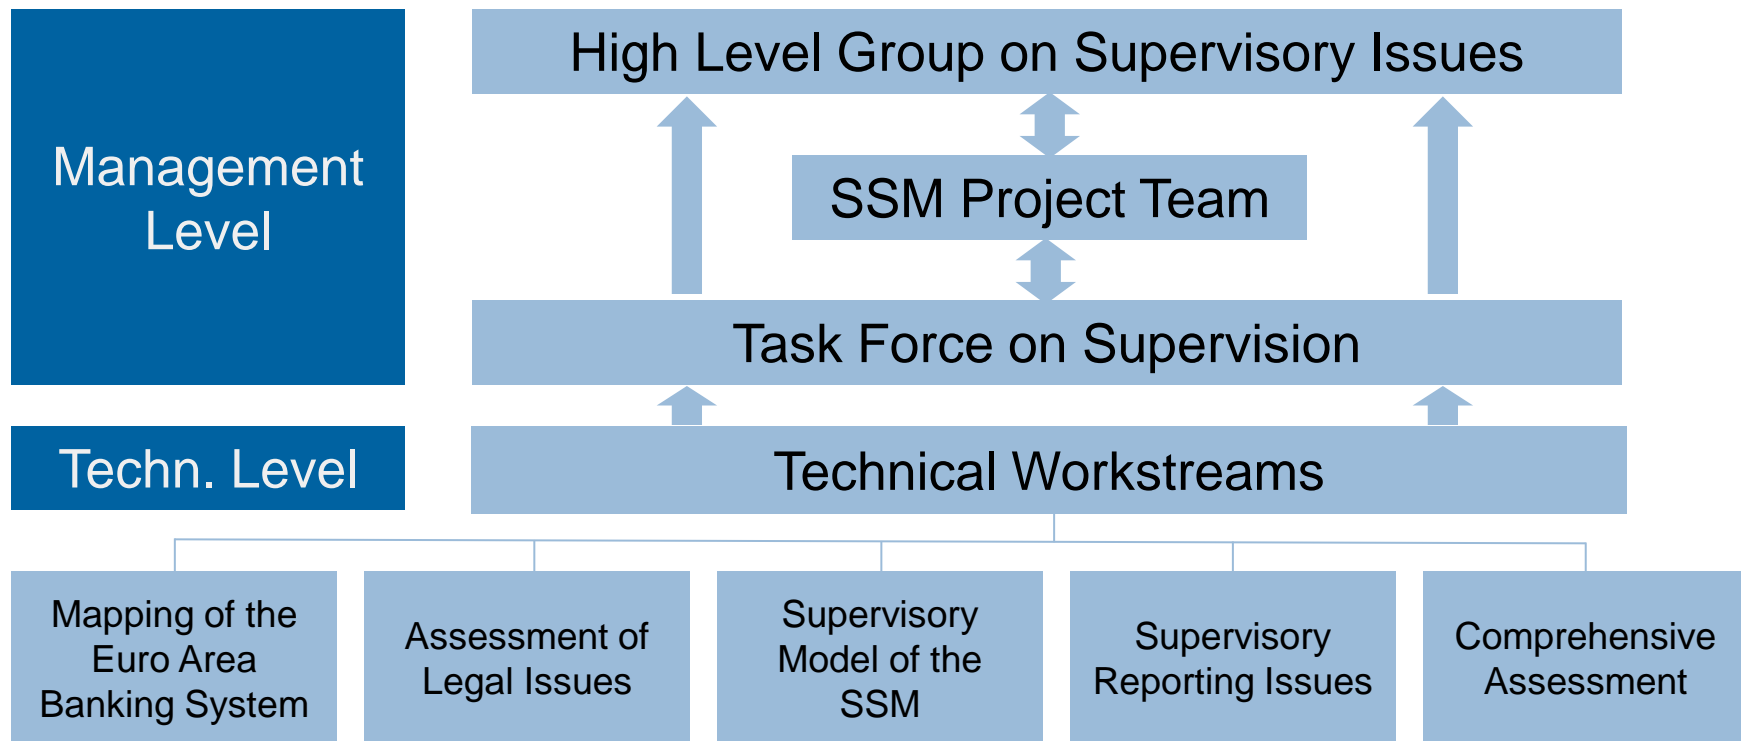 High Level Group on Supervisory Issues
Management
Level
SSM Project Team
Task Force on Supervision
Techn. Level
Technical Workstreams
Mapping of the
Euro Area
Banking System
Assessment of
Legal Issues
Supervisory
Model of the
SSM
Supervisory
Reporting Issues
Comprehensive
Assessment